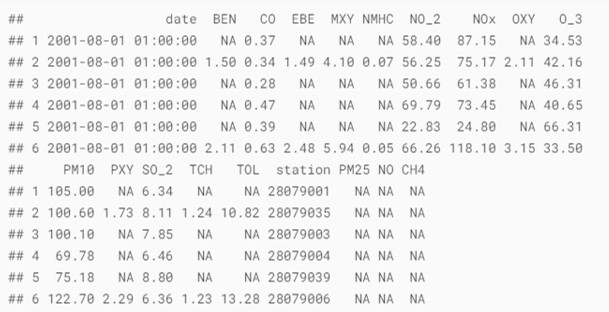 ##                  date  BEN   CO  EBE  MXY NMHC  NO_2    NOx  OXY   O_3
## 1 2001-08-01 01:00:00   NA 0.37   NA   NA   NA 58.40  87.15   NA 34.53
## 2 2001-08-01 01:00:00 1.50 0.34 1.49 4.10 0.07 56.25  75.17 2.11 42.16
## 3 2001-08-01 01:00:00   NA 0.28   NA   NA   NA 50.66  61.38   NA 46.31
## 4 2001-08-01 01:00:00   NA 0.47   NA   NA   NA 69.79  73.45   NA 40.65
## 5 2001-08-01 01:00:00   NA 0.39   NA   NA   NA 22.83  24.80   NA 66.31
## 6 2001-08-01 01:00:00 2.11 0.63 2.48 5.94 0.05 66.26 118.10 3.15 33.50
##     PM10  PXY SO_2  TCH   TOL  station PM25 NO CH4
## 1 105.00   NA 6.34   NA    NA 28079001   NA NA  NA
## 2 100.60 1.73 8.11 1.24 10.82 28079035   NA NA  NA
## 3 100.10   NA 7.85   NA    NA 28079003   NA NA  NA
## 4  69.78   NA 6.46   NA    NA 28079004   NA NA  NA
## 5  75.18   NA 8.80   NA    NA 28079039   NA NA  NA
## 6 122.70 2.29 6.36 1.23 13.28 28079006   NA NA  NA